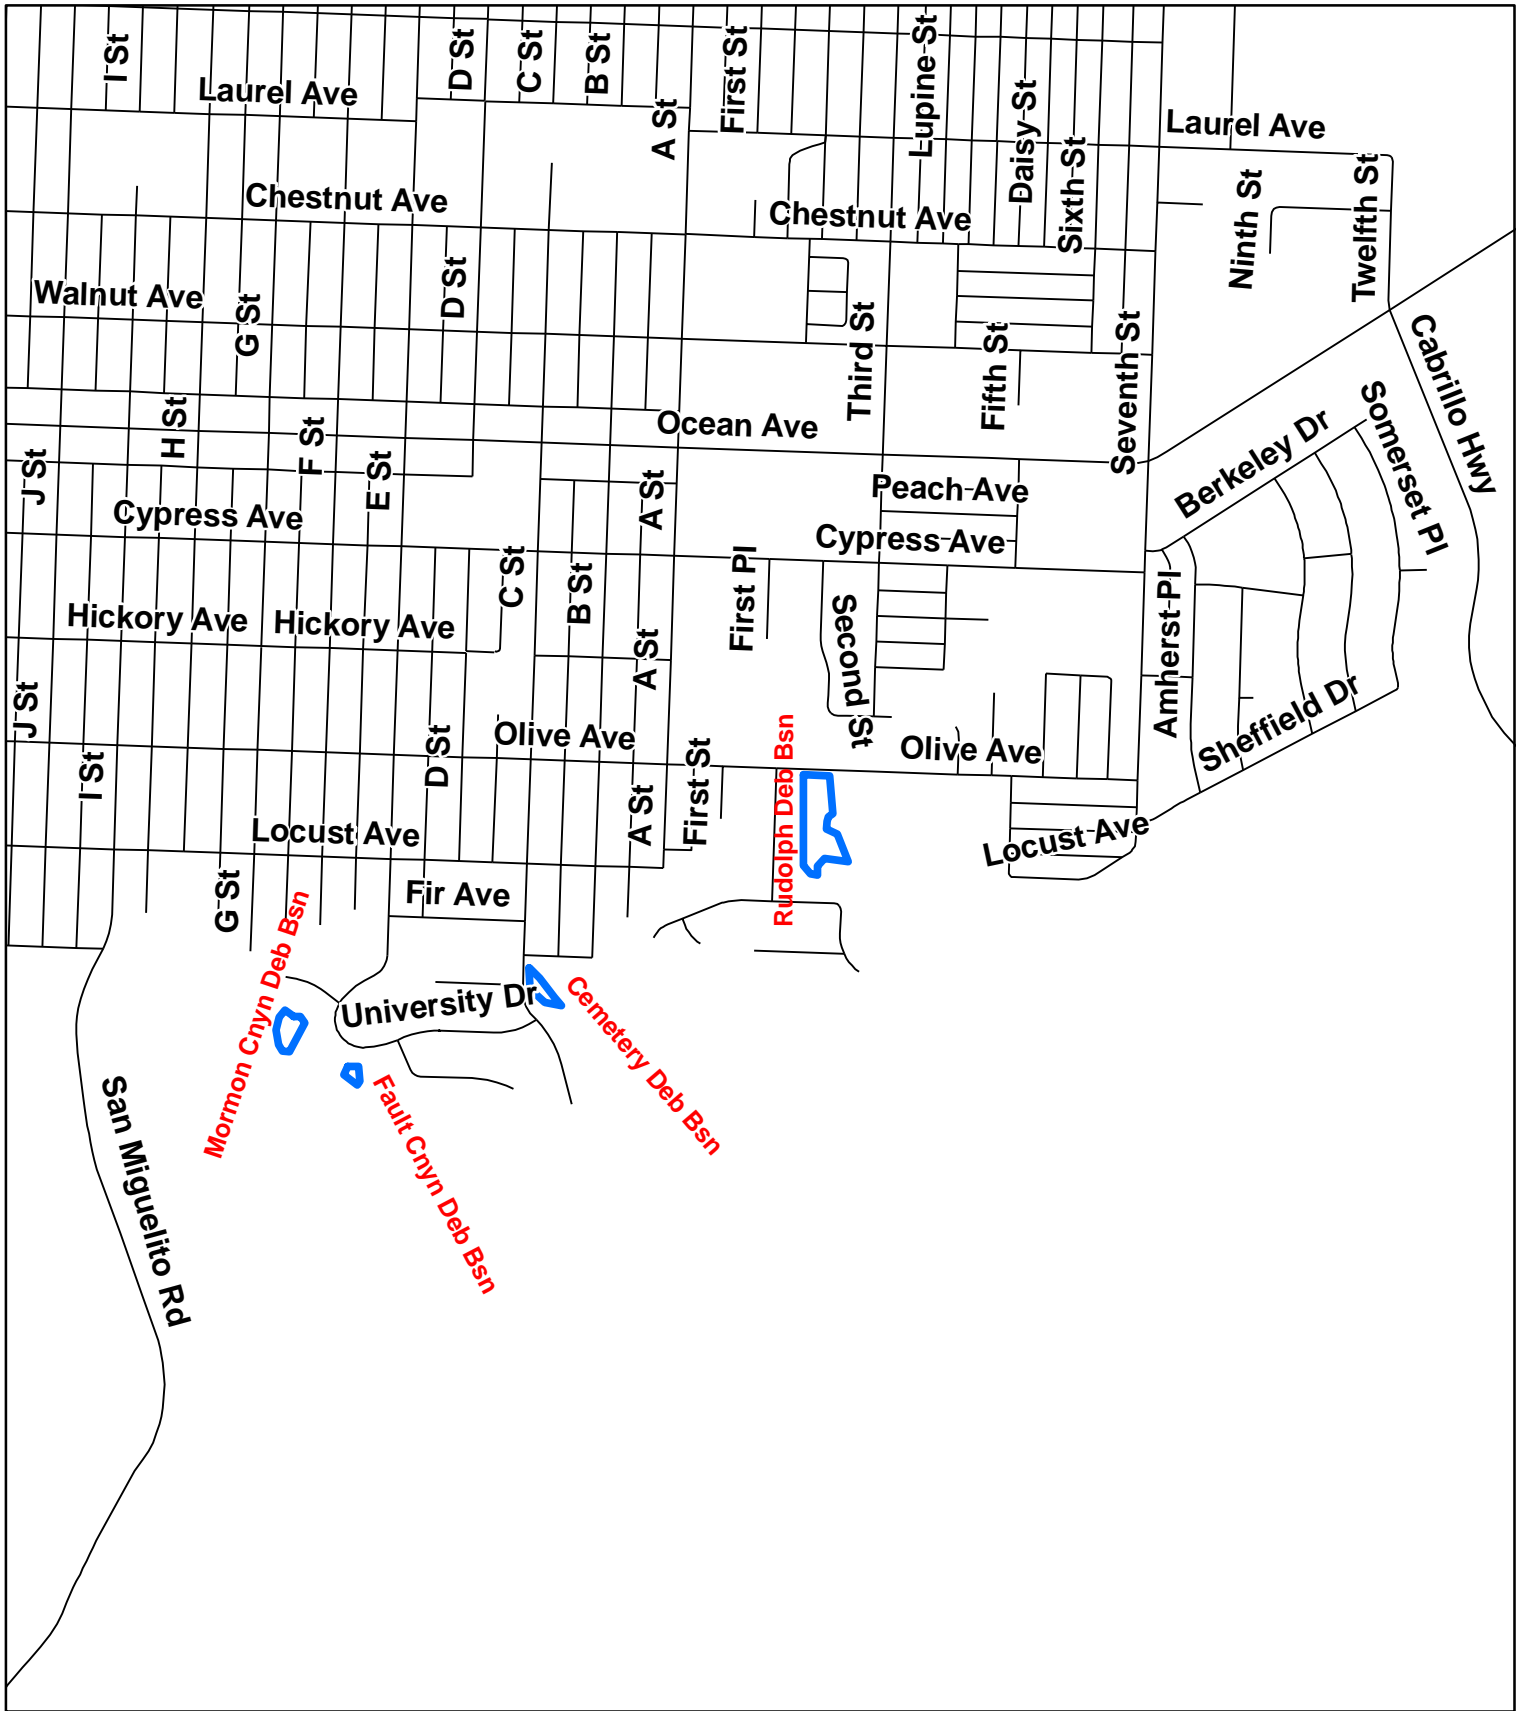 I St
D St
C St
B St
First St
Lupine St
Laurel Ave
A St
Daisy St
Laurel Ave
Sixth St
Ninth St
Twelfth St
Chestnut Ave
Chestnut Ave
Walnut Ave
G St
D St
Third St
Fifth St
Seventh St
Cabrillo Hwy
Somerset Pl
Berkeley Dr
H St
F St
E St
Ocean Ave
J St
A St
Peach Ave
Cypress Ave
Cypress Ave
C St
B St
First Pl
Second St
Amherst Pl
Hickory Ave
Hickory Ave
A St
J St
Sheffield Dr
I St
D St
Olive Ave
First St
Rudolph Deb Bsn
Olive Ave
A St
Locust Ave
Locust Ave
G St
Fir Ave
Mormon Cnyn Deb Bsn
University Dr
Cemetery Deb Bsn
Fault Cnyn Deb Bsn
San Miguelito Rd